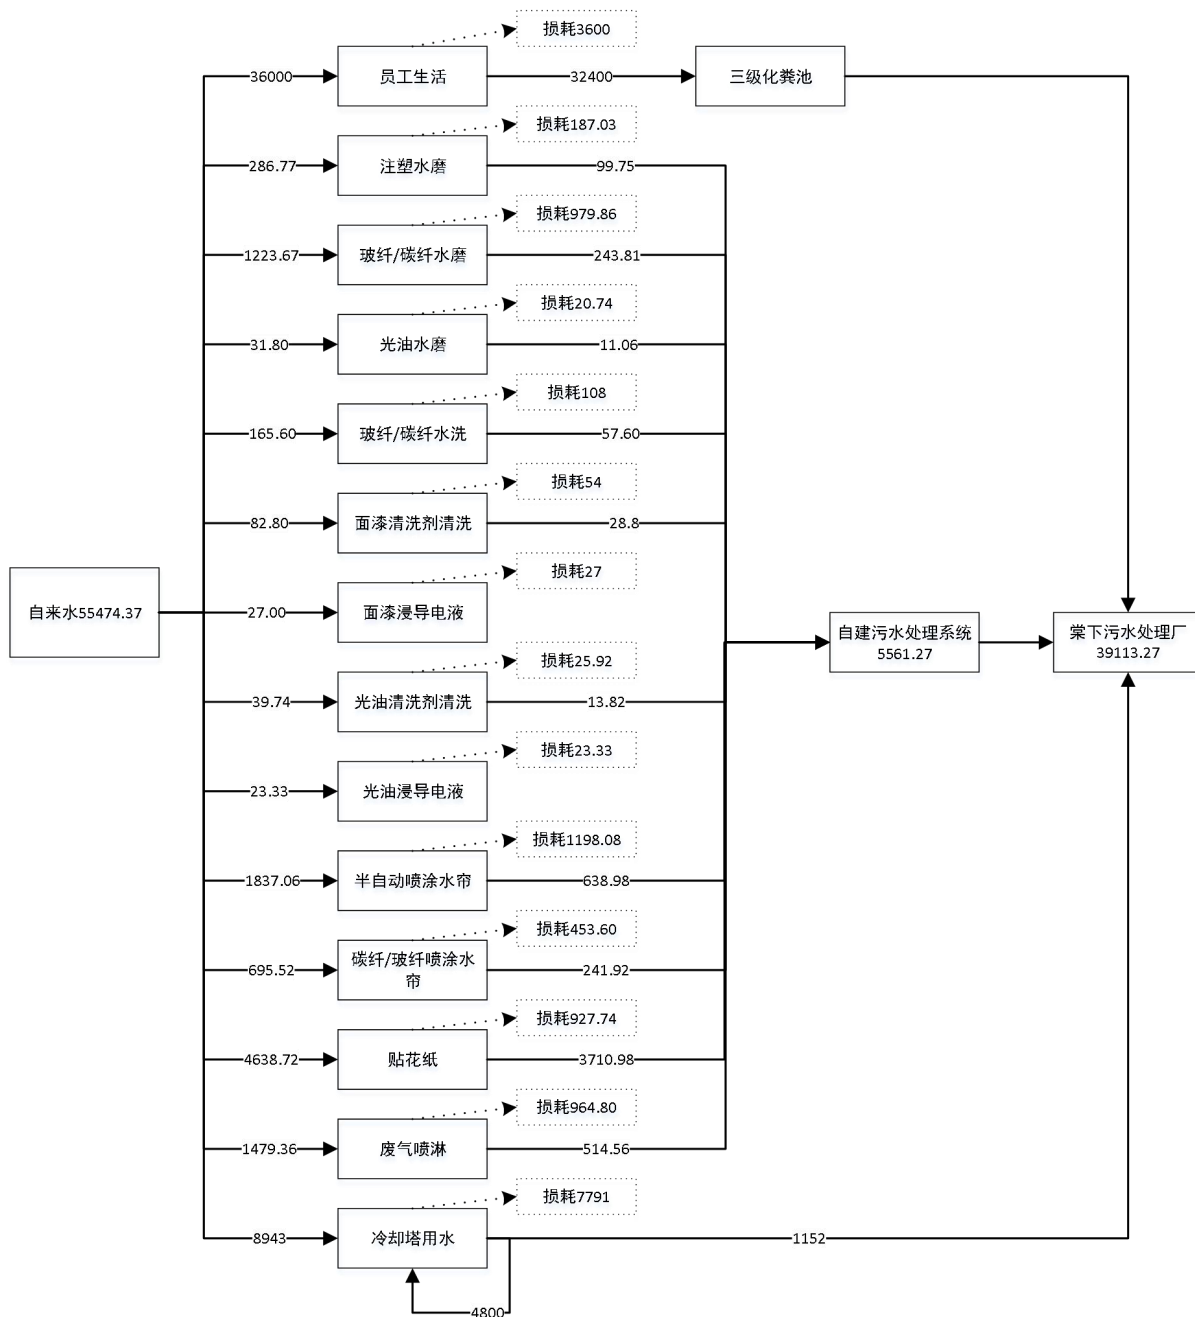 损耗3600
36000
员工生活
32400
三级化粪池
损耗187.03
286.77
注塑水磨
99.75
损耗979.86
1223.67
玻纤/碳纤水磨
243.81
损耗20.74
31.80
光油水磨
11.06
损耗108
165.60
玻纤/碳纤水洗
57.60
损耗54
82.80
面漆清洗剂清洗
28.8
损耗27
自来水55474.37
27.00
面漆浸导电液
自建污水处理系统
5561.27
棠下污水处理厂
39113.27
损耗25.92
39.74
光油清洗剂清洗
13.82
损耗23.33
23.33
光油浸导电液
损耗1198.08
1837.06
半自动喷涂水帘
638.98
损耗453.60
695.52
碳纤/玻纤喷涂水
帘
241.92
损耗927.74
4638.72
贴花纸
3710.98
损耗964.80
1479.36
废气喷淋
514.56
损耗7791
8943
冷却塔用水
1152
4800